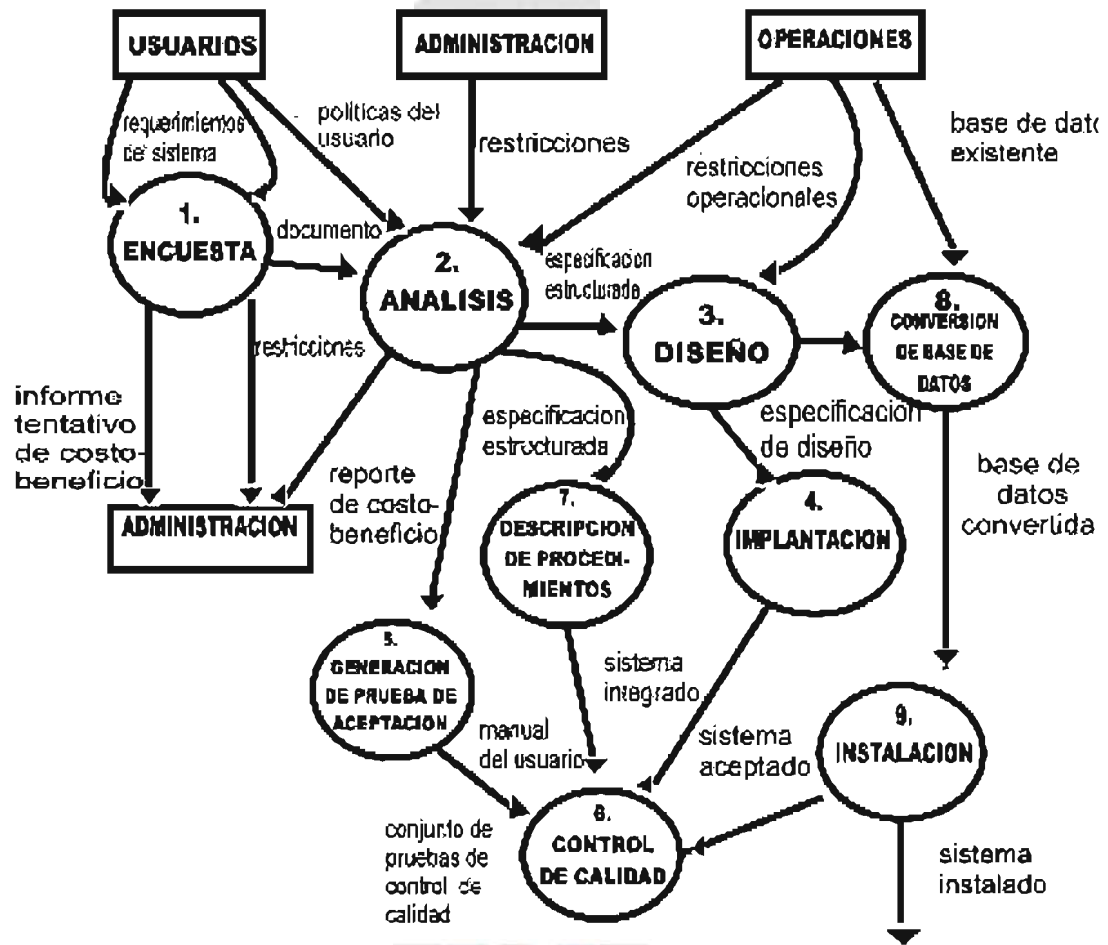 USUARIOS
ADMINISTRACION
OPERACIONES
requerimientos
del sistema
políticas del
usuario
restricciones
restricciones
operacionales
base de dato
existente
1.
ENCUESTA
documento
2.
ANALISIS
especificacion
estructurada
3.
DISEÑO
8.
CONVERSION
DE BASE DE
DATOS
restricciones
informe
tentativo
de costo-
beneficio
ADMINISTRACION
reporte
de costo-
beneficio
especificacion
estructurada
especificacion
de diseño
base de
datos
convertida
7.
DESCRIPCION
DE PROCEDI-
MIENTOS
4.
IMPLANTACION
5.
GENERACION
DE PRUEBA DE
ACEPTACION
sistema
integrado
manual
del usuario
sistema
aceptado
9.
INSTALACION
6.
CONTROL
DE CALIDAD
conjunto de
pruebas de
control de
calidad
sistema
instalado